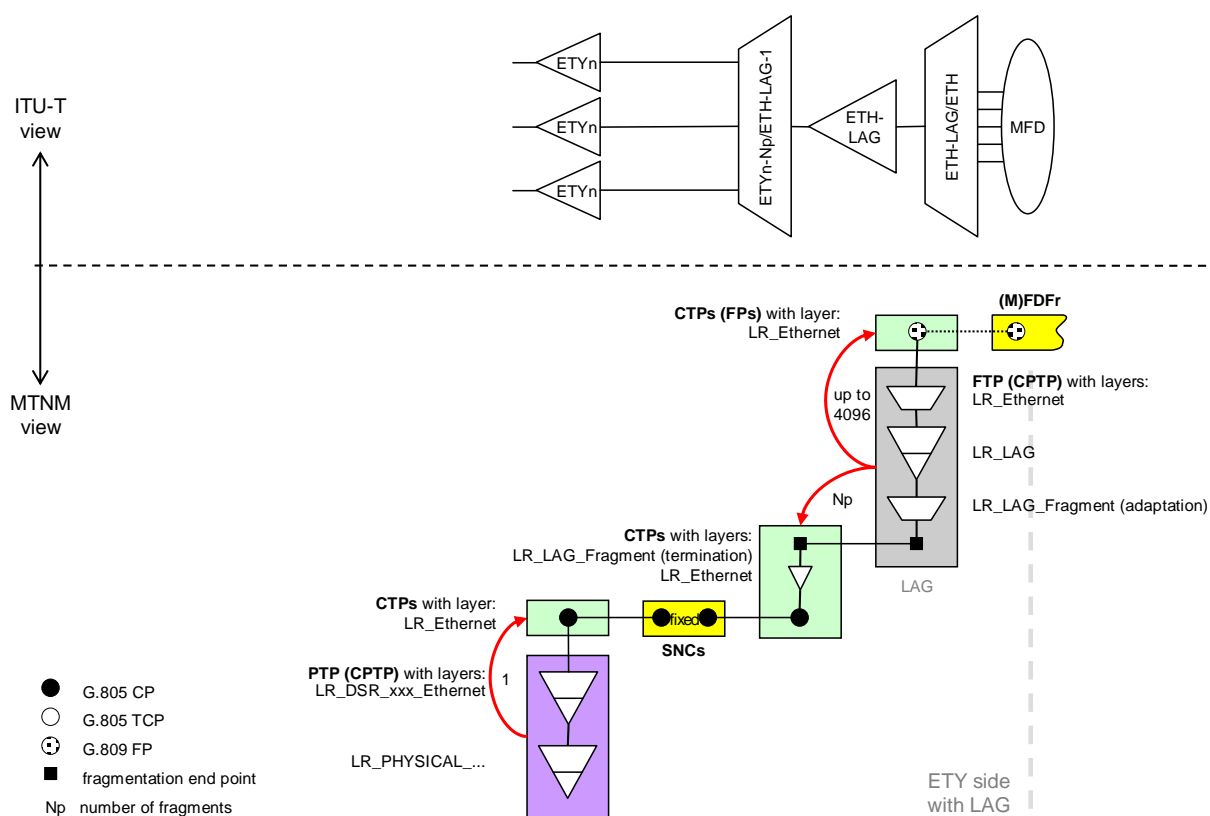 ITU-T
view
MTNM
view
ETYn
ETYn
ETYn
ETYn-Np/ETH-LAG-1
ETH-
LAG
ETH-LAG/ETH
MFD
CTPs (FPs) with layer:
LR_Ethernet
(M)FDFr
up to
4096
FTP (CPTP) with layers:
LR_Ethernet
LR_LAG
LR_LAG_Fragment (adaptation)
LAG
Np
CTPs with layers:
LR_LAG_Fragment (termination)
LR_Ethernet
CTPs with layer:
LR_Ethernet
fixed
SNCs
PTP (CPTP) with layers:
LR_DSR_xxx_Ethernet
1
LR_PHYSICAL_...
G.805 CP
G.805 TCP
G.809 FP
fragmentation end point
Np number of fragments
ETY side
with LAG